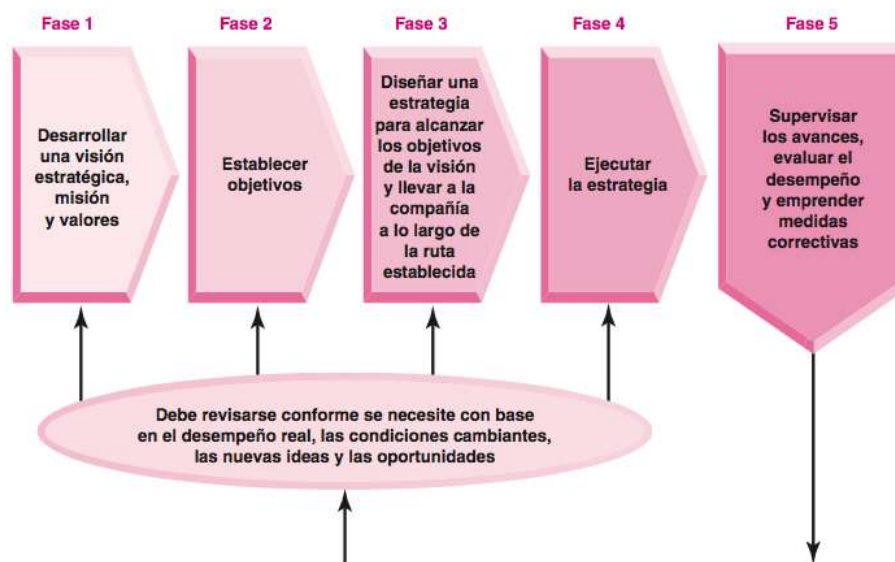 Fase 1
Fase 2
Fase 3
Fase 4
Fase 5
Desarrollar
una visión
estratégica,
misión
y valores
Establecer
objetivos
Diseñar una
estrategia
para alcanzar
los objetivos
de la visión
y llevar a la
compañía
a lo largo de
la ruta
establecida
Ejecutar
la estrategia
Supervisar
los avances,
evaluar el
desempeño
y emprender
medidas
correctivas
Debe revisarse conforme se necesite con base
en el desempeño real, las condiciones cambiantes,
las nuevas ideas y las oportunidades